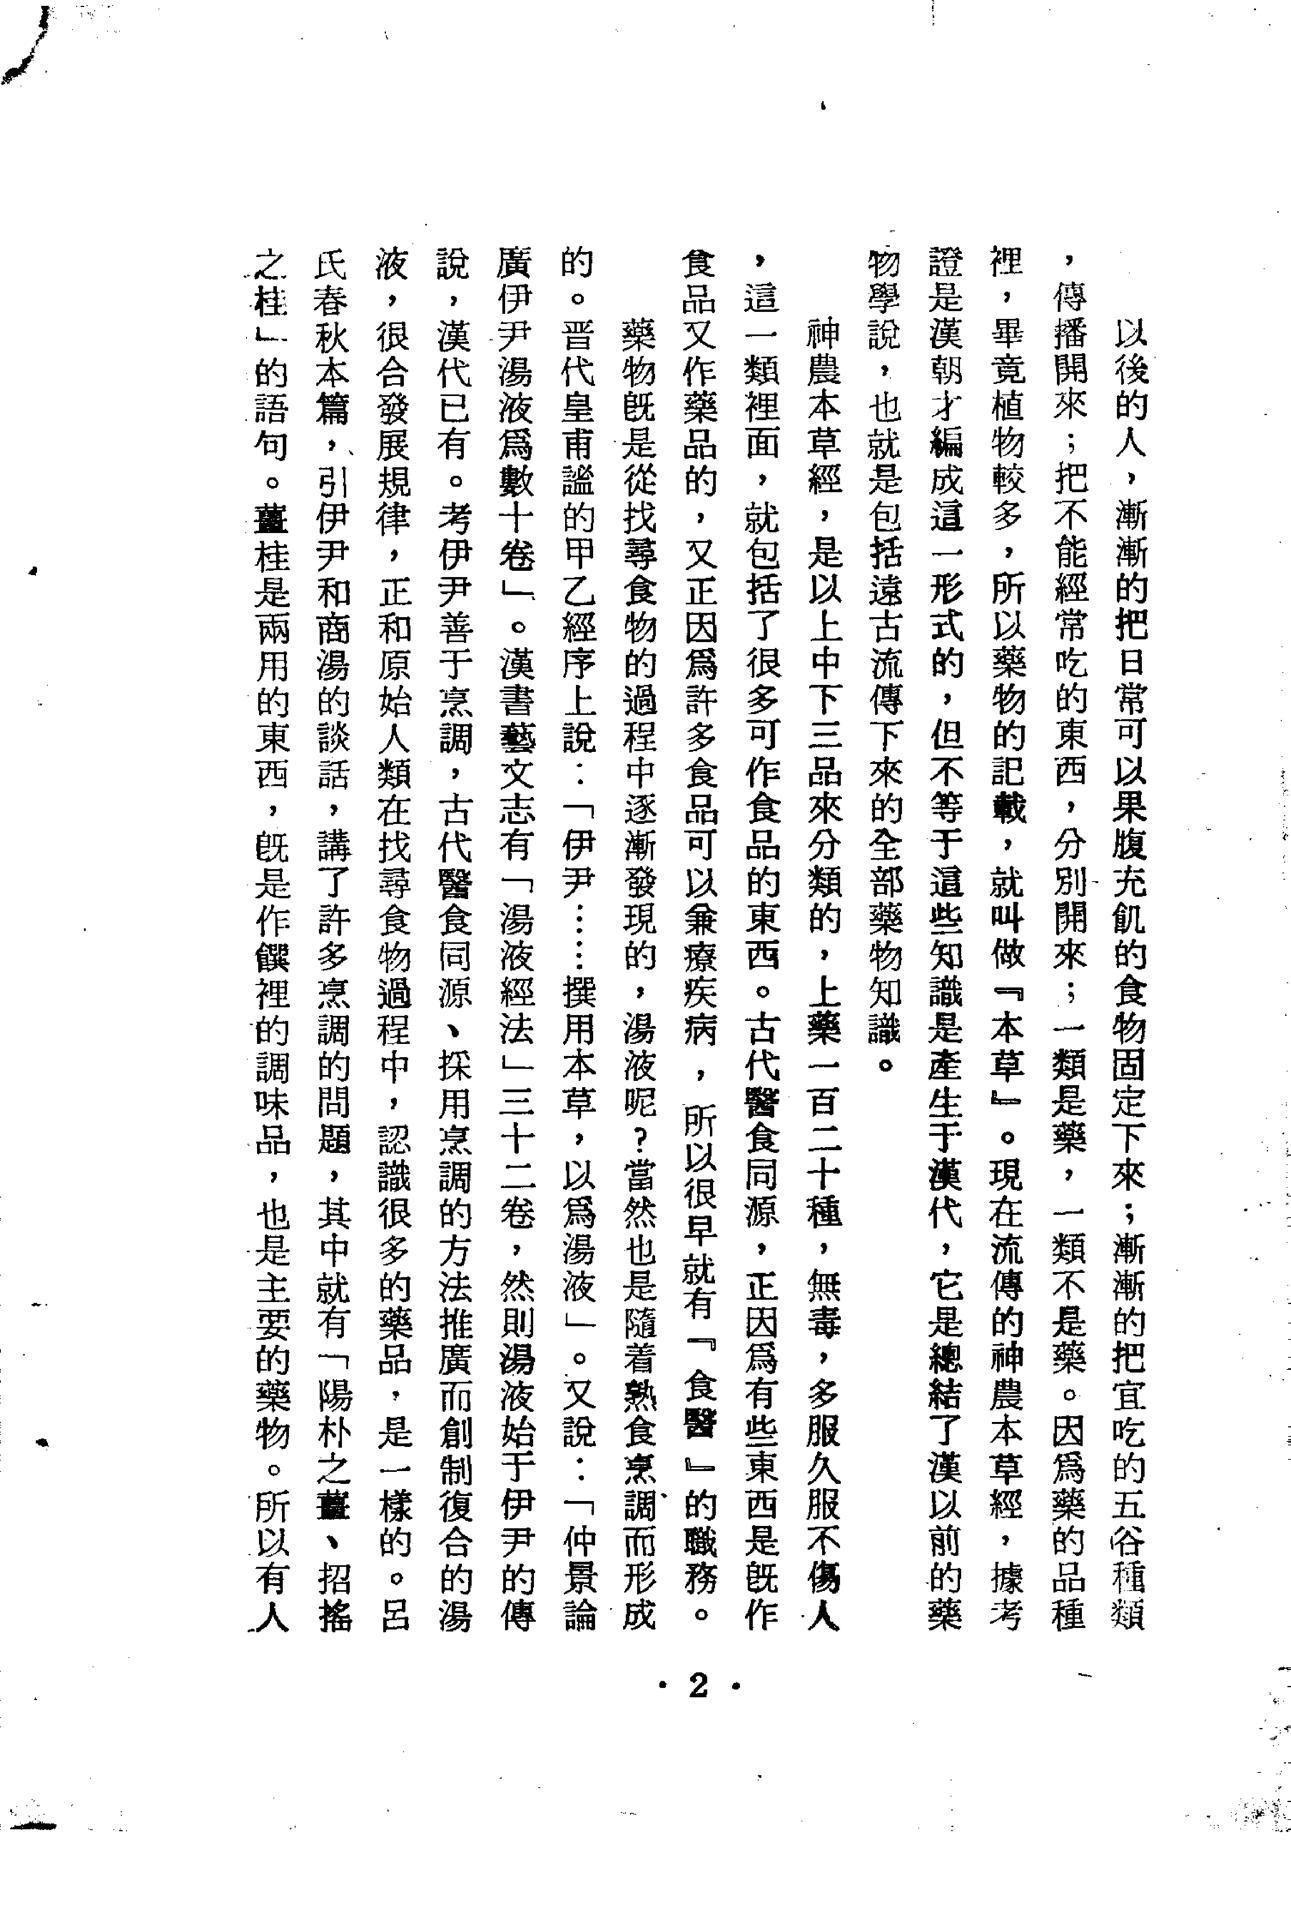 以後的人，漸漸的把日常可以果腹充飢的食物固定下來；漸漸的把宜吃的五谷種類
，傳播開來；把不能經常吃的東西，分別開來；一類是藥，一類不是藥。因爲藥的品種
裡，畢竟植物較多，所以藥物的記載，就叫做『本草』。現在流傳的神農本草經，據考
證是漢朝才編成這一形式的，但不等于這些知識是產生于漢代，它是總結了漢以前的藥
物學說，也就是包括遠古流傳下來的全部藥物知識。
神農本草經，是以上中下三品來分類的，上藥一百二十種，無毒，多服久服不傷人
，這一類裡面，就包括了很多可作食品的東西。古代醫食同源，正因爲有些東西是旣作
食品又作藥品的，又正因爲許多食品可以兼療疾病，所以很早就有『食醫』的職務。
藥物旣是從找尋食物的過程中逐漸發現的，湯液呢？當然也是隨着熟食烹調而形成
的。晋代皇甫謐的甲乙經序上說：「伊尹……撰用本草，以爲湯液」。又說：「仲景論
廣伊尹湯液爲數十卷」。漢書藝文志有「湯液經法」三十二卷，然則湯液始于伊尹的傳
說，漢代已有。考伊尹善于烹調，古代醫食同源、採用烹調的方法推廣而創制復合的湯
液，很合發展規律，正和原始人類在找尋食物過程中，認識很多的藥品，是一樣的。呂
氏春秋本篇，引伊尹和商湯的談話，講了許多烹調的問題，其中就有「陽朴之薑、招搖
之桂」的語句。薑桂是兩用的東西，旣是作饌裡的調味品，也是主要的藥物。所以有人
·2·